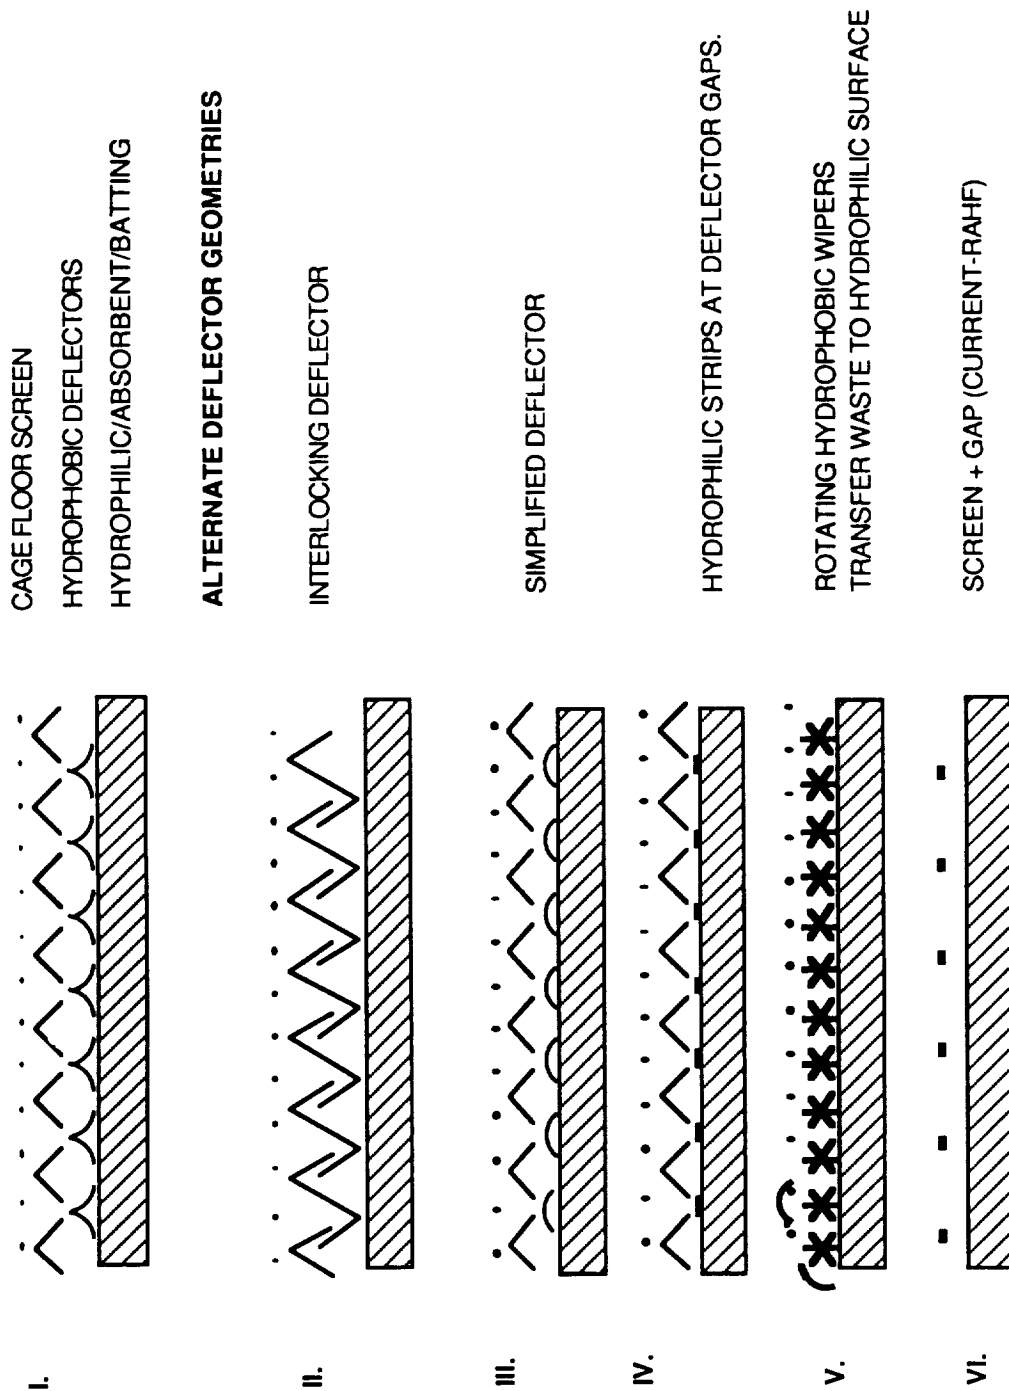 I.
CAGE FLOOR SCREEN
HYDROPHOBIC DEFLECTORS
HYDROPHILIC/ABSORBENT/BATTING
ALTERNATE DEFLECTOR GEOMETRIES
II.
INTERLOCKING DEFLECTOR
III.
SIMPLIFIED DEFLECTOR
IV.
HYDROPHILIC STRIPS AT DEFLECTOR GAPS.
V.
ROTATING HYDROPHOBIC WIPERS
TRANSFER WASTE TO HYDROPHILIC SURFACE
VI.
SCREEN + GAP (CURRENT-RAHF)